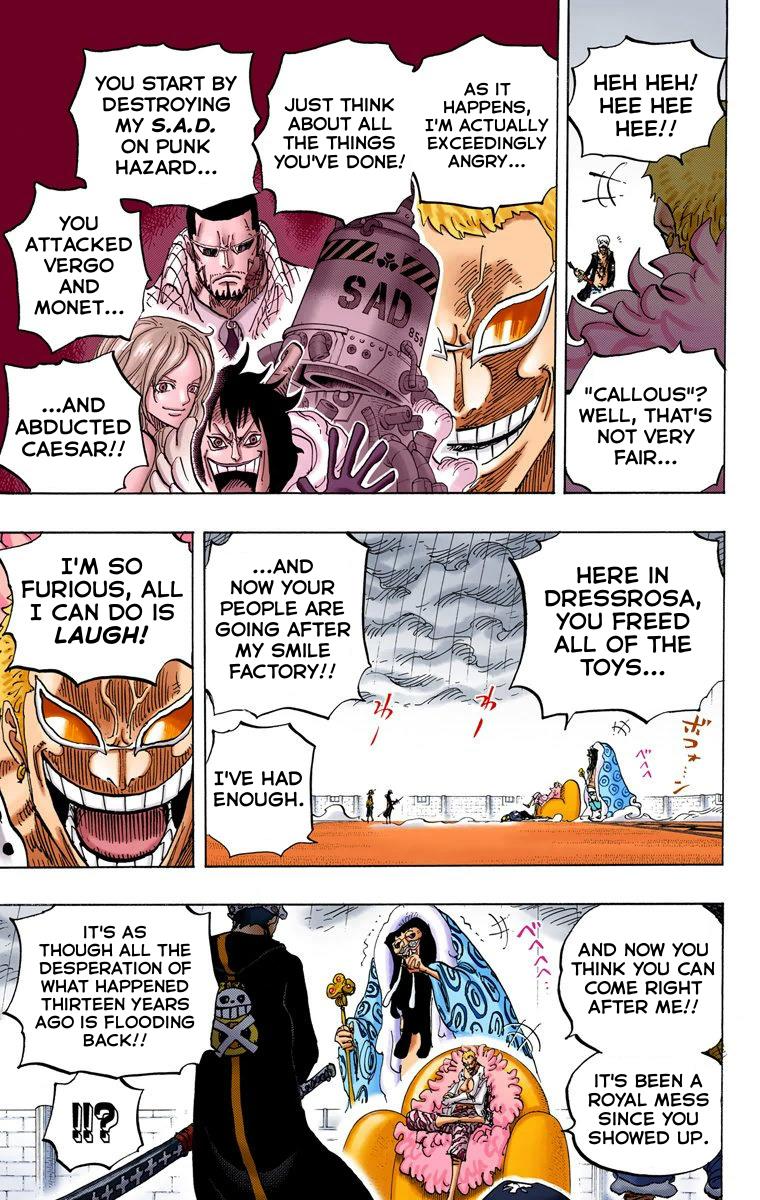 HEH HEH!
HEE HEE
HEE!!
"CALLOUS"?
WELL, THAT'S
NOT VERY
FAIR...
AS IT
HAPPENS,
I'M ACTUALLY
EXCEEDINGLY
ANGRY...
JUST THINK
ABOUT ALL
THE THINGS
YOU'VE DONE!
YOU START BY
DESTROYING
MY S.A.D.
ON PUNK
HAZARD...
SAD
YOU
ATTACKED
VERGO
AND
MONET...
...AND
ABDUCTED
CAESAR!!
HERE IN
DRESSROSA,
YOU FREED
ALL OF THE
TOYS...
...AND
NOW YOUR
PEOPLE ARE
GOING AFTER
MY SMILE
FACTORY!!
I'VE HAD
ENOUGH.
I'M SO
FURIOUS, ALL
I CAN DO IS
LAUGH!
AND NOW YOU
THINK YOU CAN
COME RIGHT
AFTER ME!!
IT'S BEEN A
ROYAL MESS
SINCE YOU
SHOWED UP.
IT'S AS
THOUGH ALL THE
DESPERATION OF
WHAT HAPPENED
THIRTEEN YEARS
AGO IS FLOODING
BACK!!
!!?